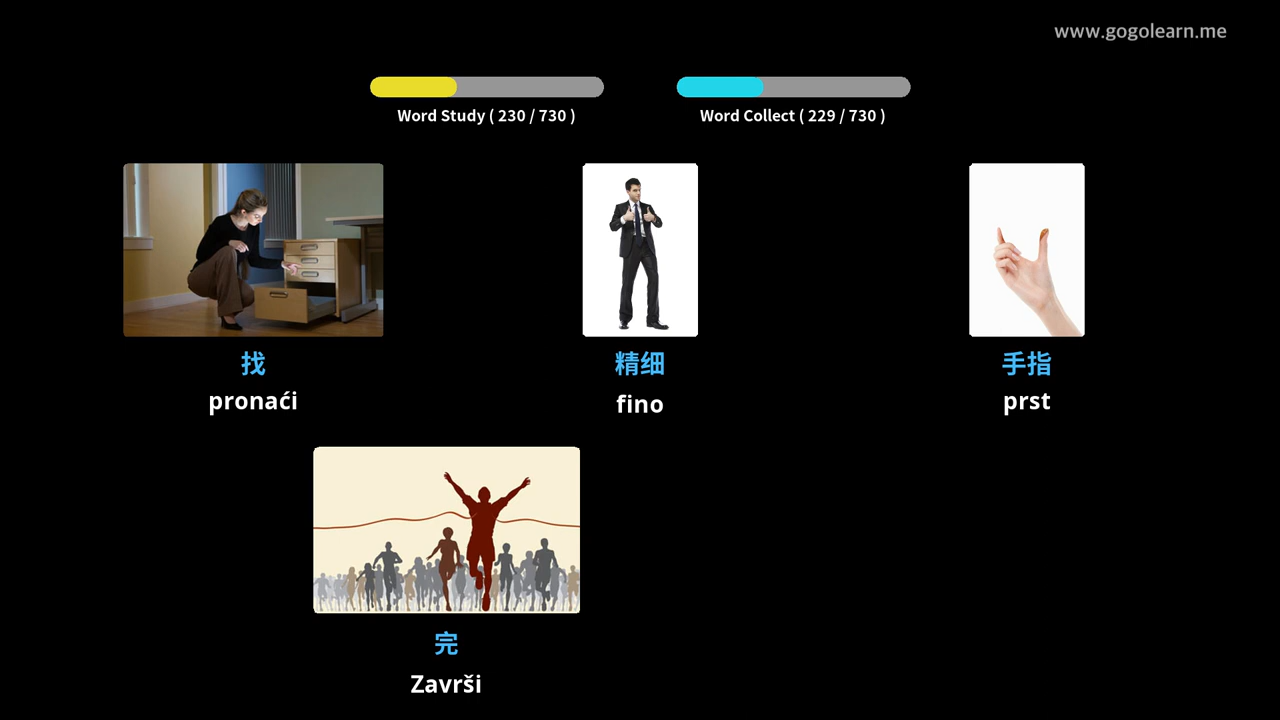 www.gogolearn.me
Word Study ( 230 / 730 )
Word Collect ( 229 / 730 )
找
pronaći
精细
fino
手指
prst
完
Završi